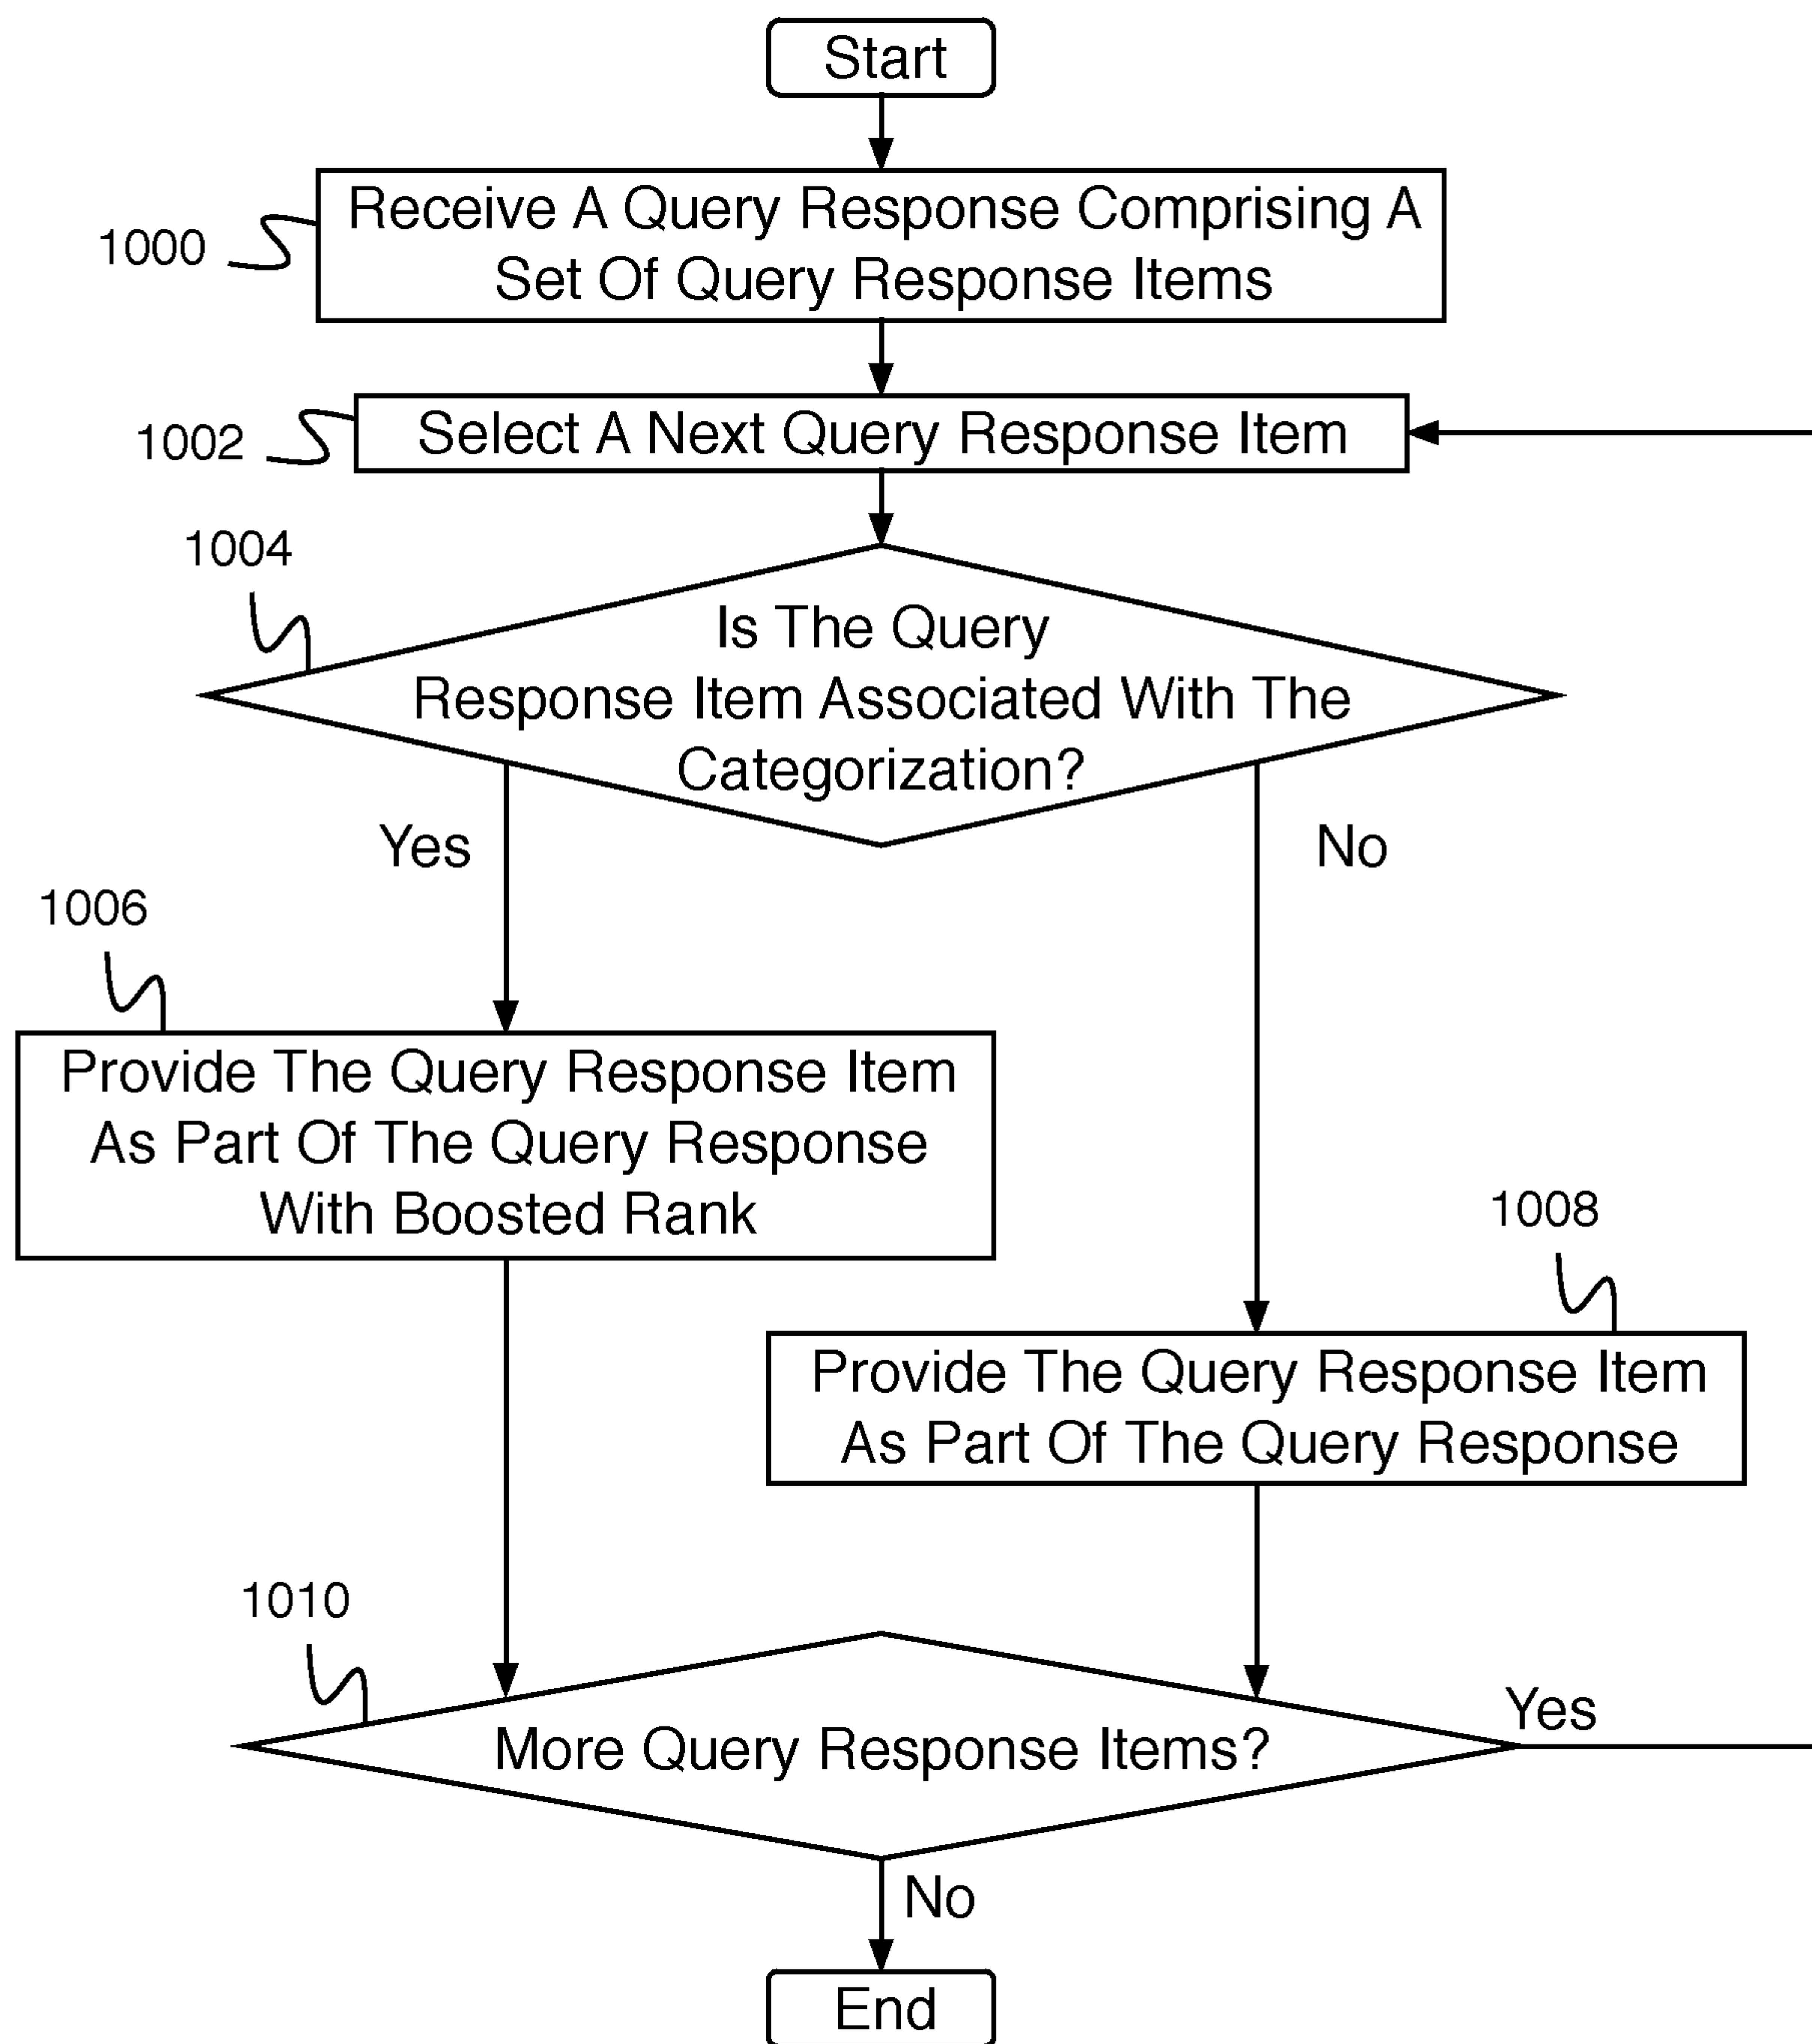 Start
Receive A Query Response Comprising A
Set Of Query Response Items
1000
Select A Next Query Response Item
1002
1004
Is The Query
Response Item Associated With The
Categorization?
Yes
No
1006
Provide The Query Response Item
As Part Of The Query Response
With Boosted Rank
1008
Provide The Query Response Item
As Part Of The Query Response
1010
More Query Response Items?
Yes
No
End